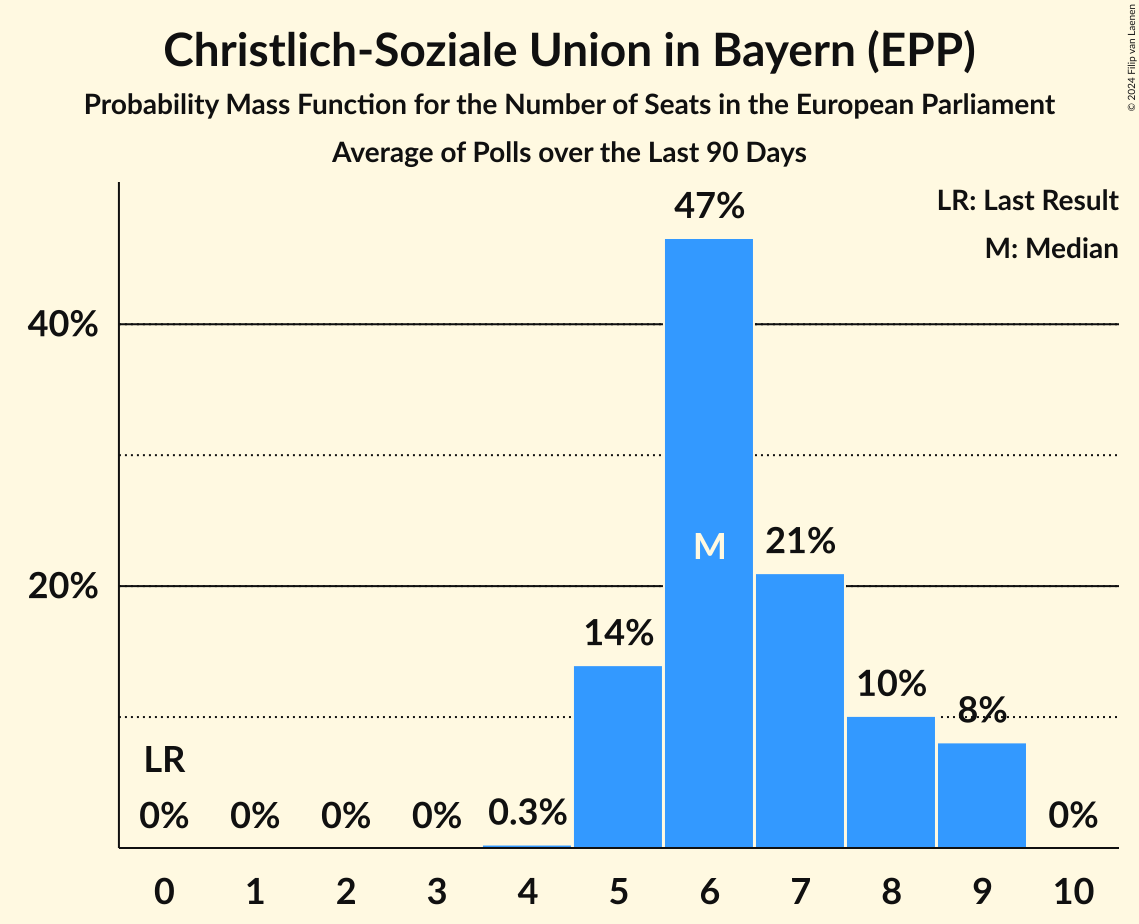 Christlich-Soziale Union in Bayern (EPP)
Probability Mass Function for the Number of Seats in the European Parliament
Average of Polls over the Last 90 Days
© 2024 Filip van Laenen
LR: Last Result
M: Median
47%
40%
M
21%
20%
14%
10%
8%
LR
0% 0% 0% 0% 0.3% 0%
0 1 2 3 4 5 6 7 8 9 10